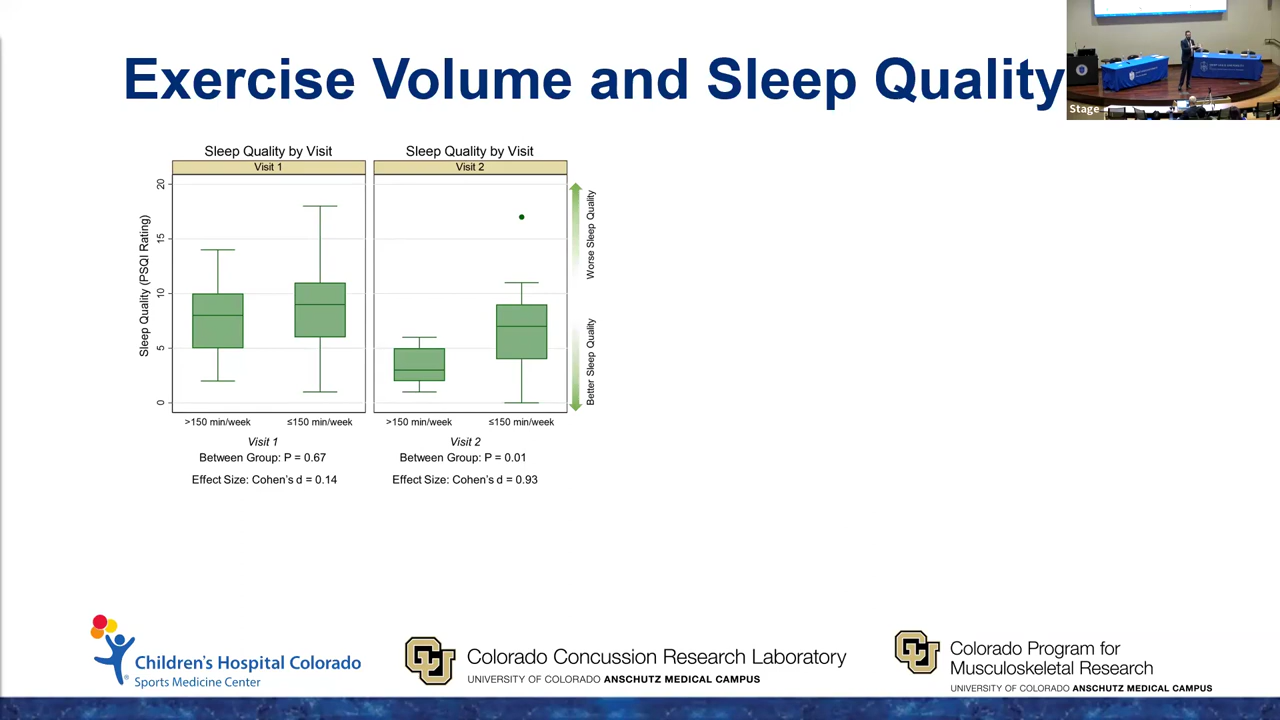 Exercise Volume and Sleep Quality
Stage
Sleep Quality by Visit
Sleep Quality by Visit
Visit 1
Visit 2
Sleep Quality (PSQI Rating)
20
15
10
5
0
Worse Sleep Quality
Better Sleep Quality
>150 min/week
≤150 min/week
>150 min/week
≤150 min/week
Visit 1
Between Group: P = 0.67
Effect Size: Cohen's d = 0.14
Visit 2
Between Group: P = 0.01
Effect Size: Cohen's d = 0.93
Children's Hospital Colorado
Sports Medicine Center
CU
Colorado Concussion Research Laboratory
UNIVERSITY OF COLORADO ANSCHUTZ MEDICAL CAMPUS
CU
Colorado Program for
Musculoskeletal Research
UNIVERSITY OF COLORADO ANSCHUTZ MEDICAL CAMPUS